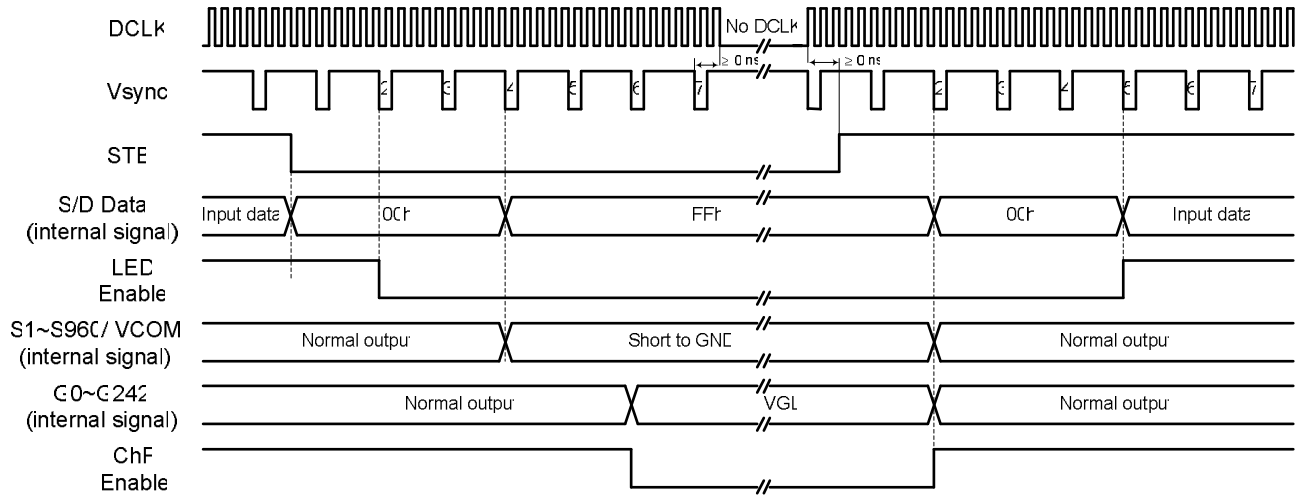 DCLK
No DCLK
≥ 0 ns
≥ 0 ns
Vsync
2 3 4 5 6 7 2 3 4 5 6 7
STB
S/D Data
(internal signal)
Input data 00h FFh 00h Input data
LED
Enable
S1~S960/ VCOM
(internal signal)
Normal output Short to GND Normal output
G0~G242
(internal signal)
Normal output VGL Normal output
ChP
Enable